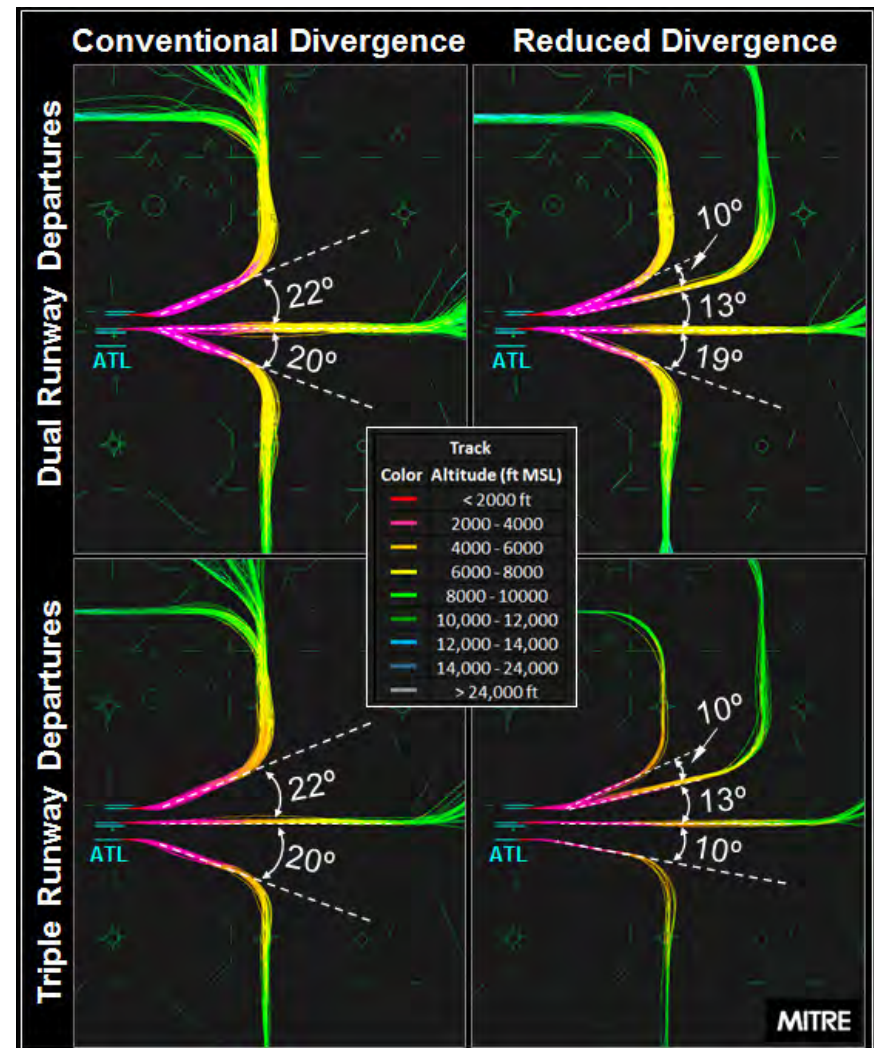 Conventional Divergence
Reduced Divergence
Dual Runway Departures
22º
20º
ATL
10º
13º
19º
ATL
Track
Color Altitude (ft MSL)
< 2000 ft
2000 - 4000
4000 - 6000
6000 - 8000
8000 - 10000
10,000 - 12,000
12,000 - 14,000
14,000 - 24,000
> 24,000 ft
Triple Runway Departures
22º
20º
ATL
10º
13º
10º
ATL
MITRE